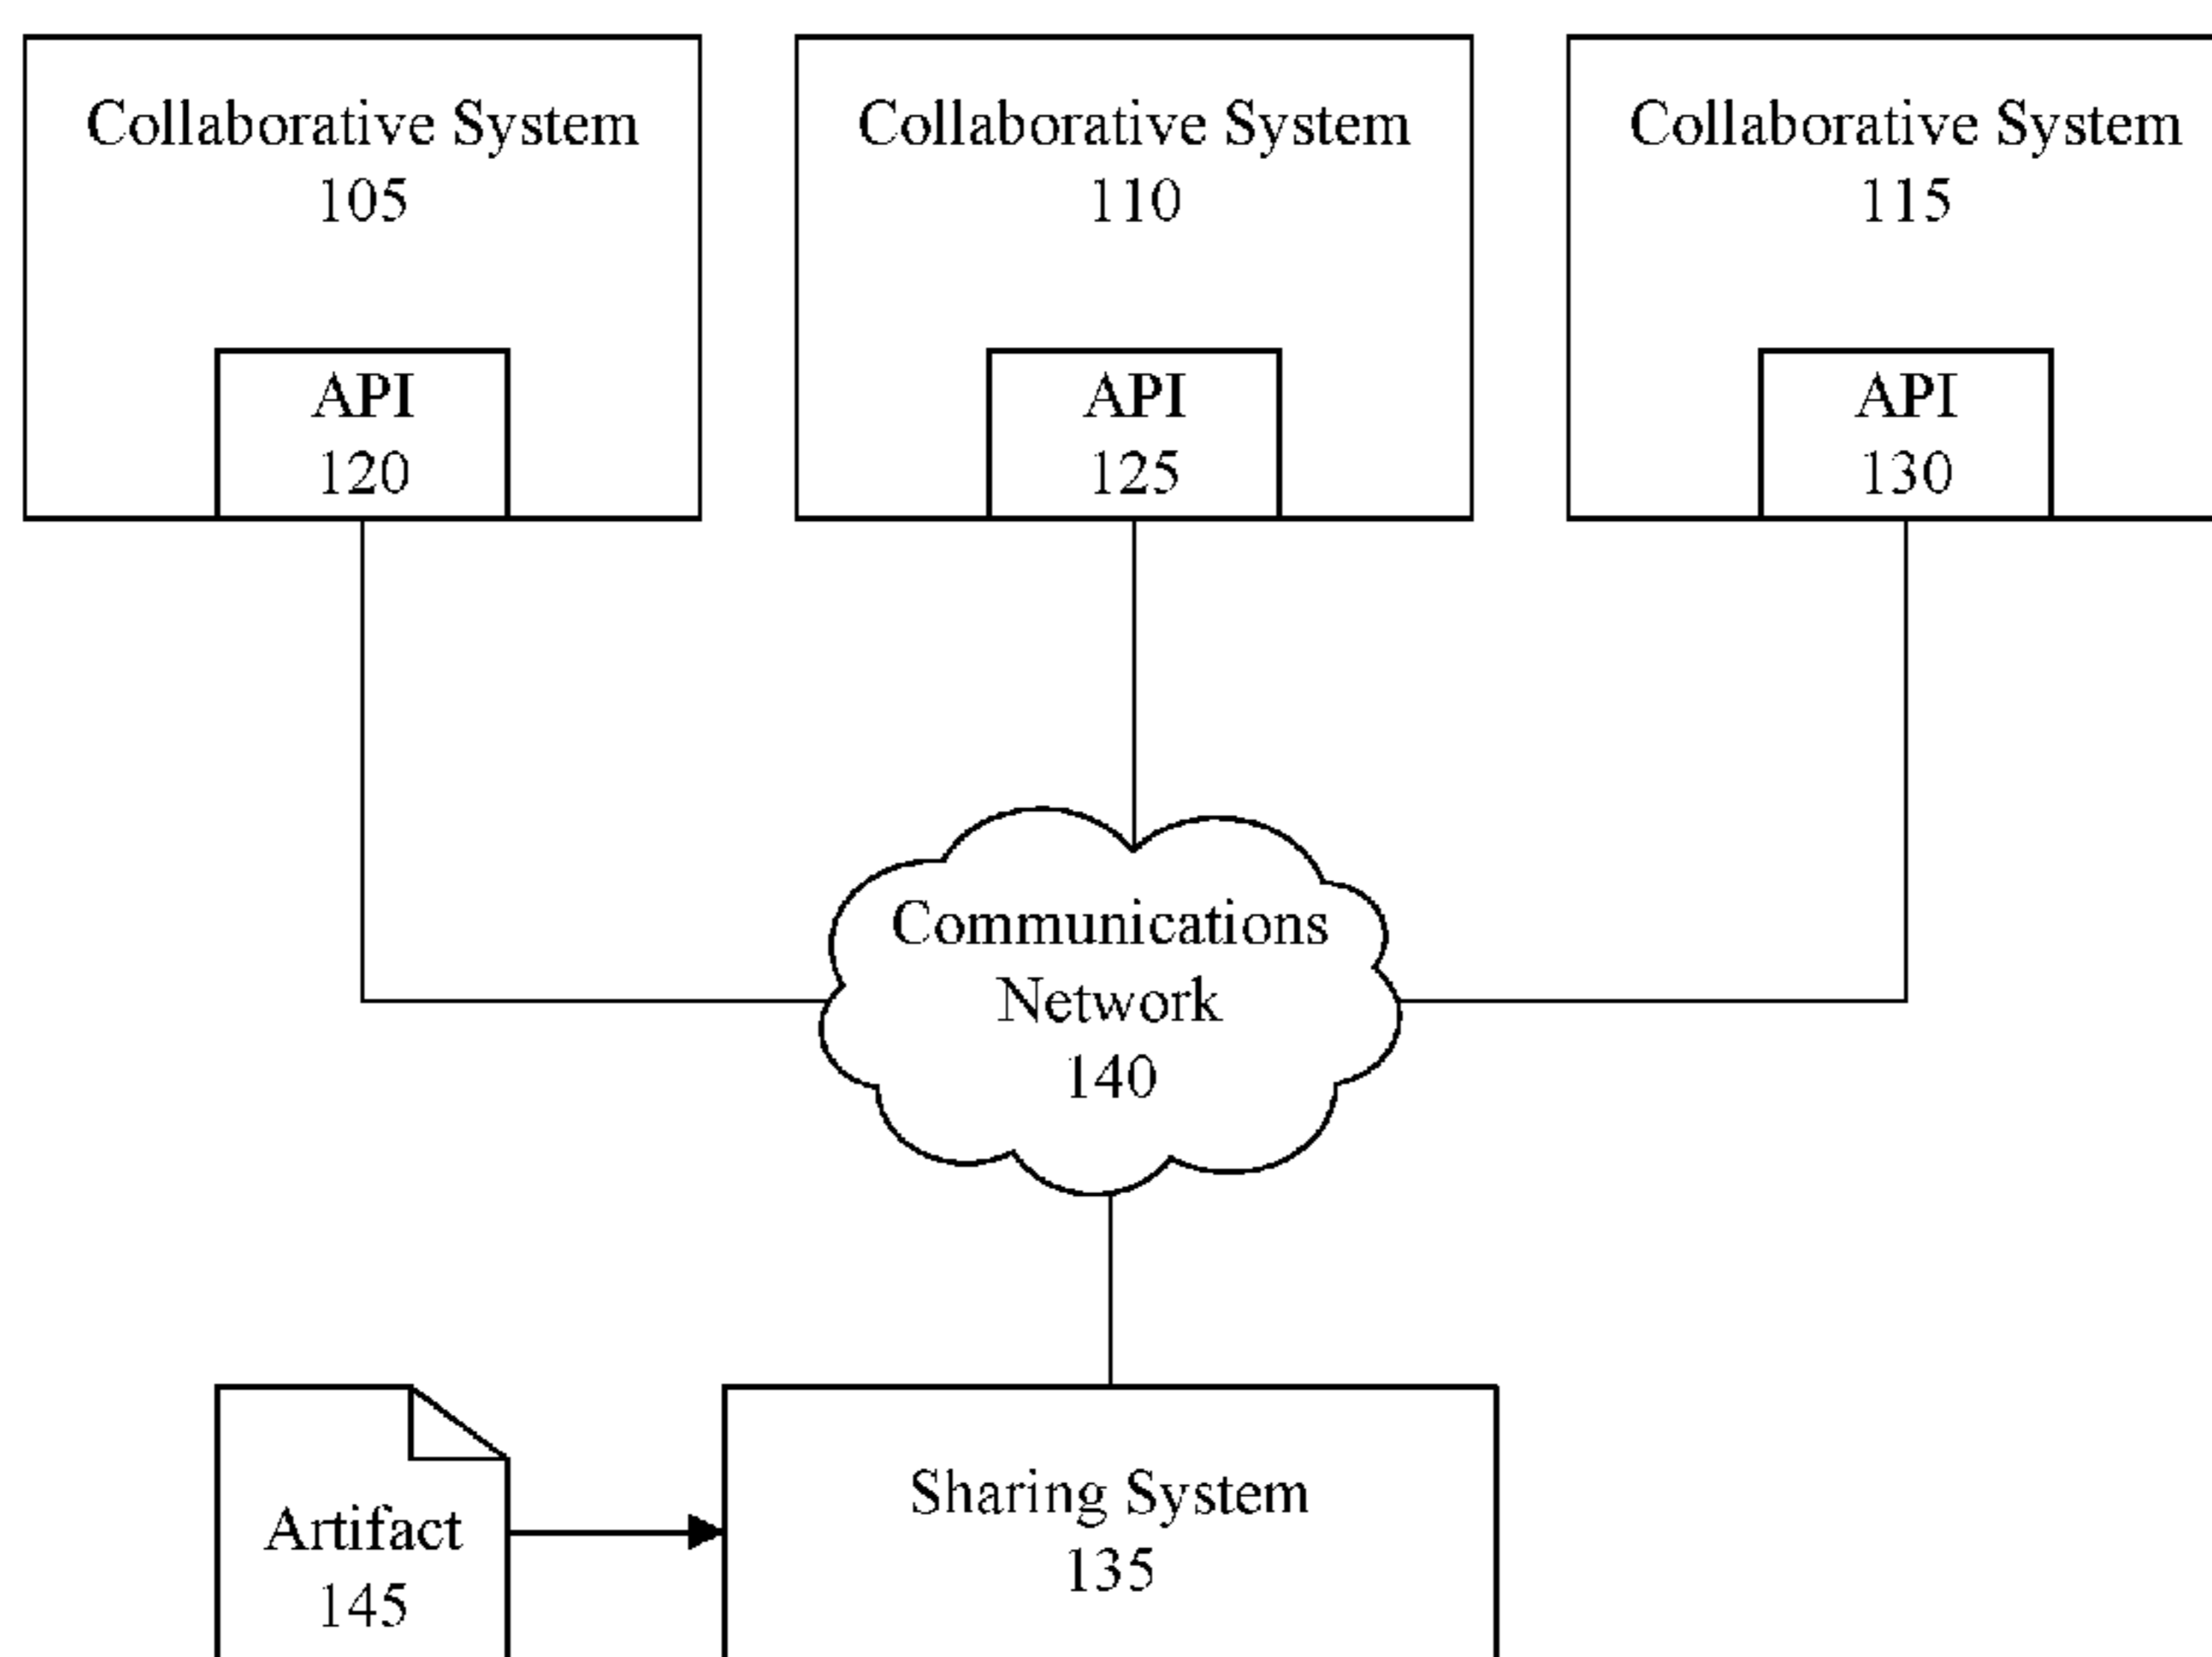 Collaborative System
105
Collaborative System
110
Collaborative System
115
API
120
API
125
API
130
Communications
Network
140
Artifact
145
Sharing System
135